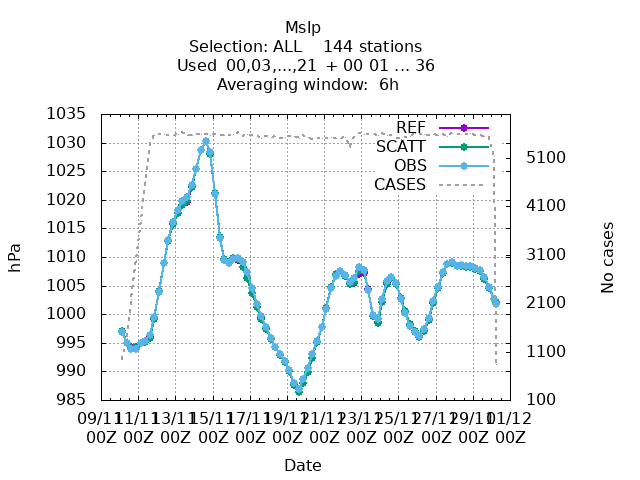 Mslp
Selection: ALL 144 stations
Used 00,03,...,21 + 00 01 ... 36
Averaging window: 6h
1035
1030
1025
1020
1015
1010
1005
1000
995
990
985
hPa
REF
SCATT
OBS
CASES
5100
4100
3100
2100
1100
100
No cases
09/11 11/11 13/11 15/11 17/11 19/11 21/11 23/11 25/11 27/11 29/11 01/12
00Z 00Z 00Z 00Z 00Z 00Z 00Z 00Z 00Z 00Z 00Z 00Z
Date